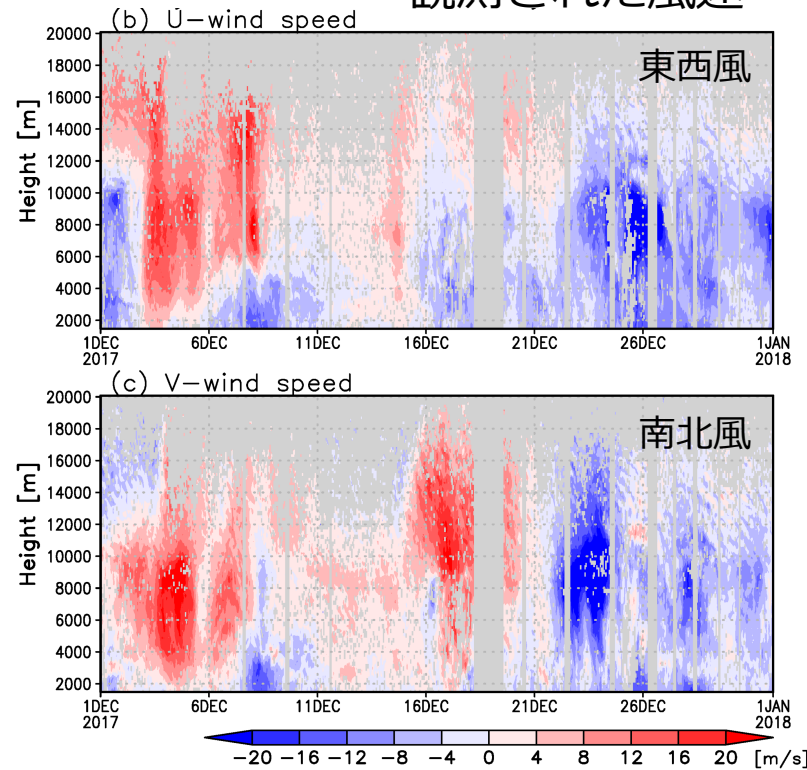 観測された風速
(b) U-wind speed
東西風
Height [m]
20000
18000
16000
14000
12000
10000
8000
6000
4000
2000
1DEC 2017
6DEC
11DEC
16DEC
21DEC
26DEC
1JAN 2018
(c) V-wind speed
南北風
Height [m]
20000
18000
16000
14000
12000
10000
8000
6000
4000
2000
1DEC 2017
6DEC
11DEC
16DEC
21DEC
26DEC
1JAN 2018
-20 -16 -12 -8 -4 0 4 8 12 16 20 [m/s]